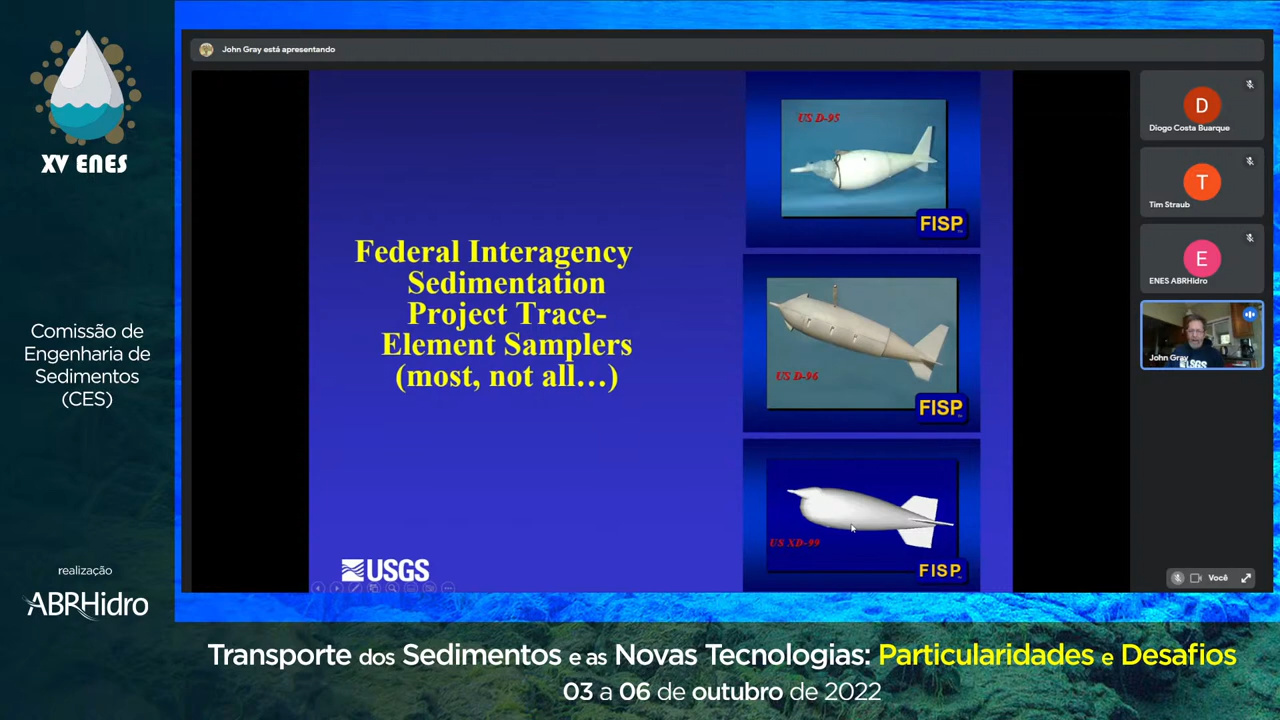 XV ENES
Comissão de
Engenharia de
Sedimentos
(CES)
realização
ABRHidro
John Gray está apresentando
Federal Interagency
Sedimentation
Project Trace-
Element Samplers
(most, not all…)
USGS
US D-95
FISP
US D-96
FISP
US XD-99
FISP
D
Diogo Costa Buarque
T
Tim Straub
E
ENES ABRHidro
John Gray
USGS
Você
Transporte dos Sedimentos e as Novas Tecnologias: Particularidades e Desafios
03 a 06 de outubro de 2022